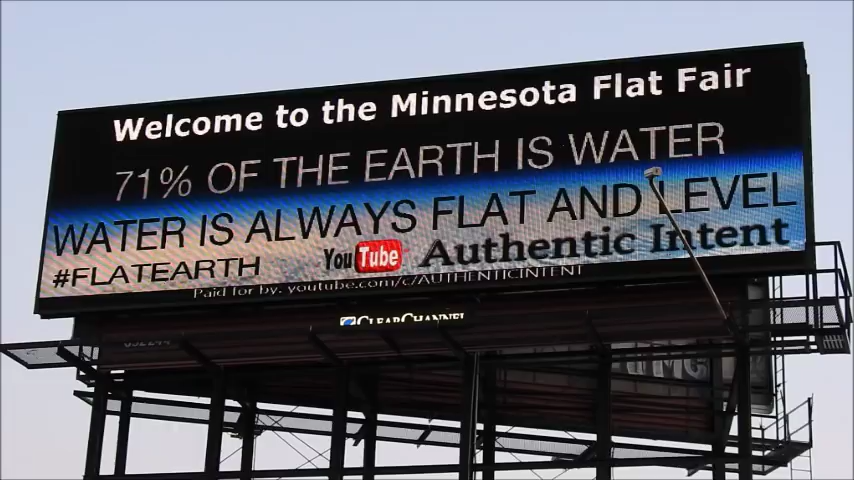 Welcome to the Minnesota Flat Fair
71% OF THE EARTH IS WATER
WATER IS ALWAYS FLAT AND LEVEL
#FLATEARTH YouTube Authentic Intent
Paid for by: youtube.com/c/AUTHENTICINTENT
CLEARCHANNEL